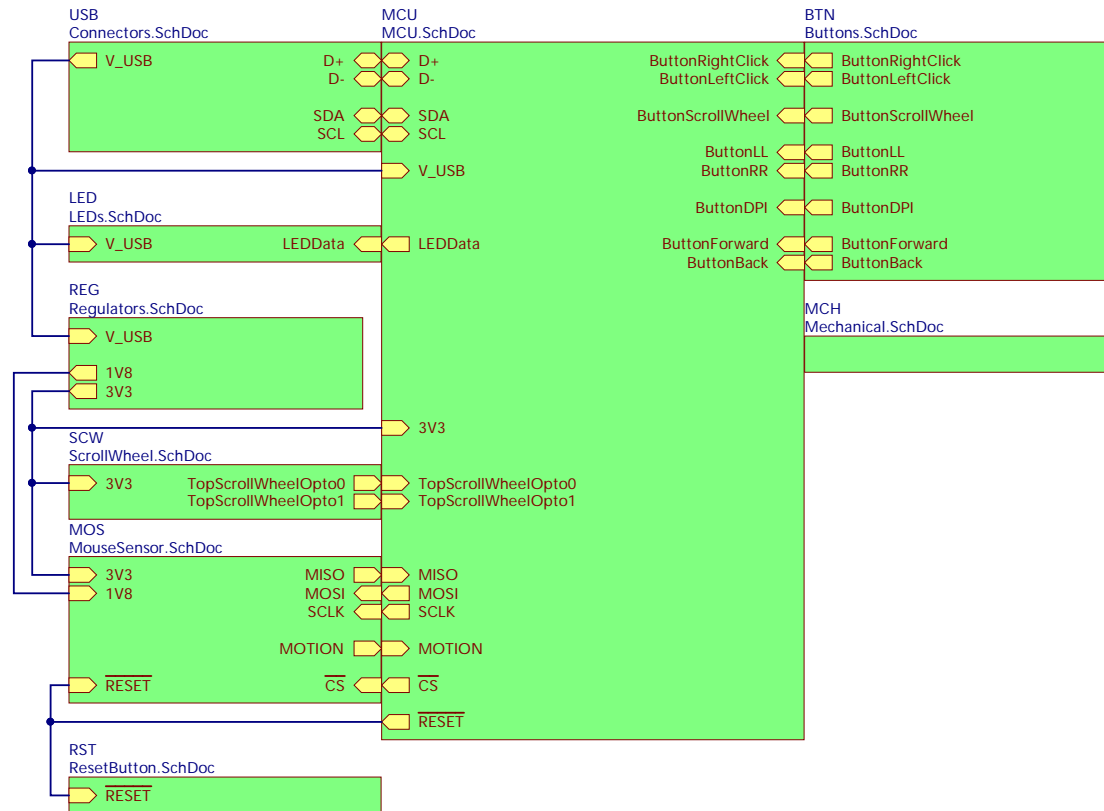 USB
Connectors.SchDoc
V_USB
D+
D-
SDA
SCL
MCU
MCU.SchDoc
D+
D-
SDA
SCL
V_USB
LEDData
3V3
TopScrollWheelOpto0
TopScrollWheelOpto1
MISO
MOSI
SCLK
MOTION
CS
RESET
ButtonRightClick
ButtonLeftClick
ButtonScrollWheel
ButtonLL
ButtonRR
ButtonDPI
ButtonForward
ButtonBack
BTN
Buttons.SchDoc
ButtonRightClick
ButtonLeftClick
ButtonScrollWheel
ButtonLL
ButtonRR
ButtonDPI
ButtonForward
ButtonBack
MCH
Mechanical.SchDoc
LED
LEDs.SchDoc
V_USB
LEDData
REG
Regulators.SchDoc
V_USB
1V8
3V3
SCW
ScrollWheel.SchDoc
3V3
TopScrollWheelOpto0
TopScrollWheelOpto1
MOS
MouseSensor.SchDoc
3V3
1V8
MISO
MOSI
SCLK
MOTION
RESET
CS
RST
ResetButton.SchDoc
RESET